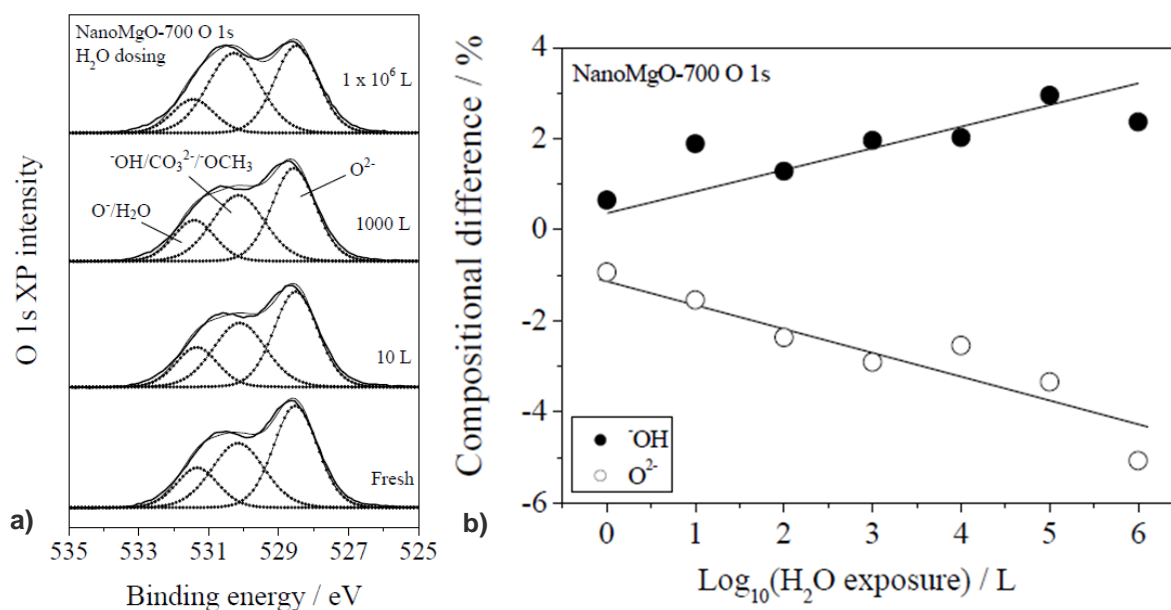 NanoMgO-700 O 1s
H₂O dosing
1 x 10⁶ L
⁻OH/CO₃²⁻/⁻OCH₃
O²⁻
O⁻/H₂O
1000 L
10 L
Fresh
O 1s XP intensity
a)
535 533 531 529 527 525
Binding energy / eV
4
2
0
-2
-4
-6
Compositional difference / %
NanoMgO-700 O 1s
⁻OH
O²⁻
b)
0 1 2 3 4 5 6
Log₁₀(H₂O exposure) / L